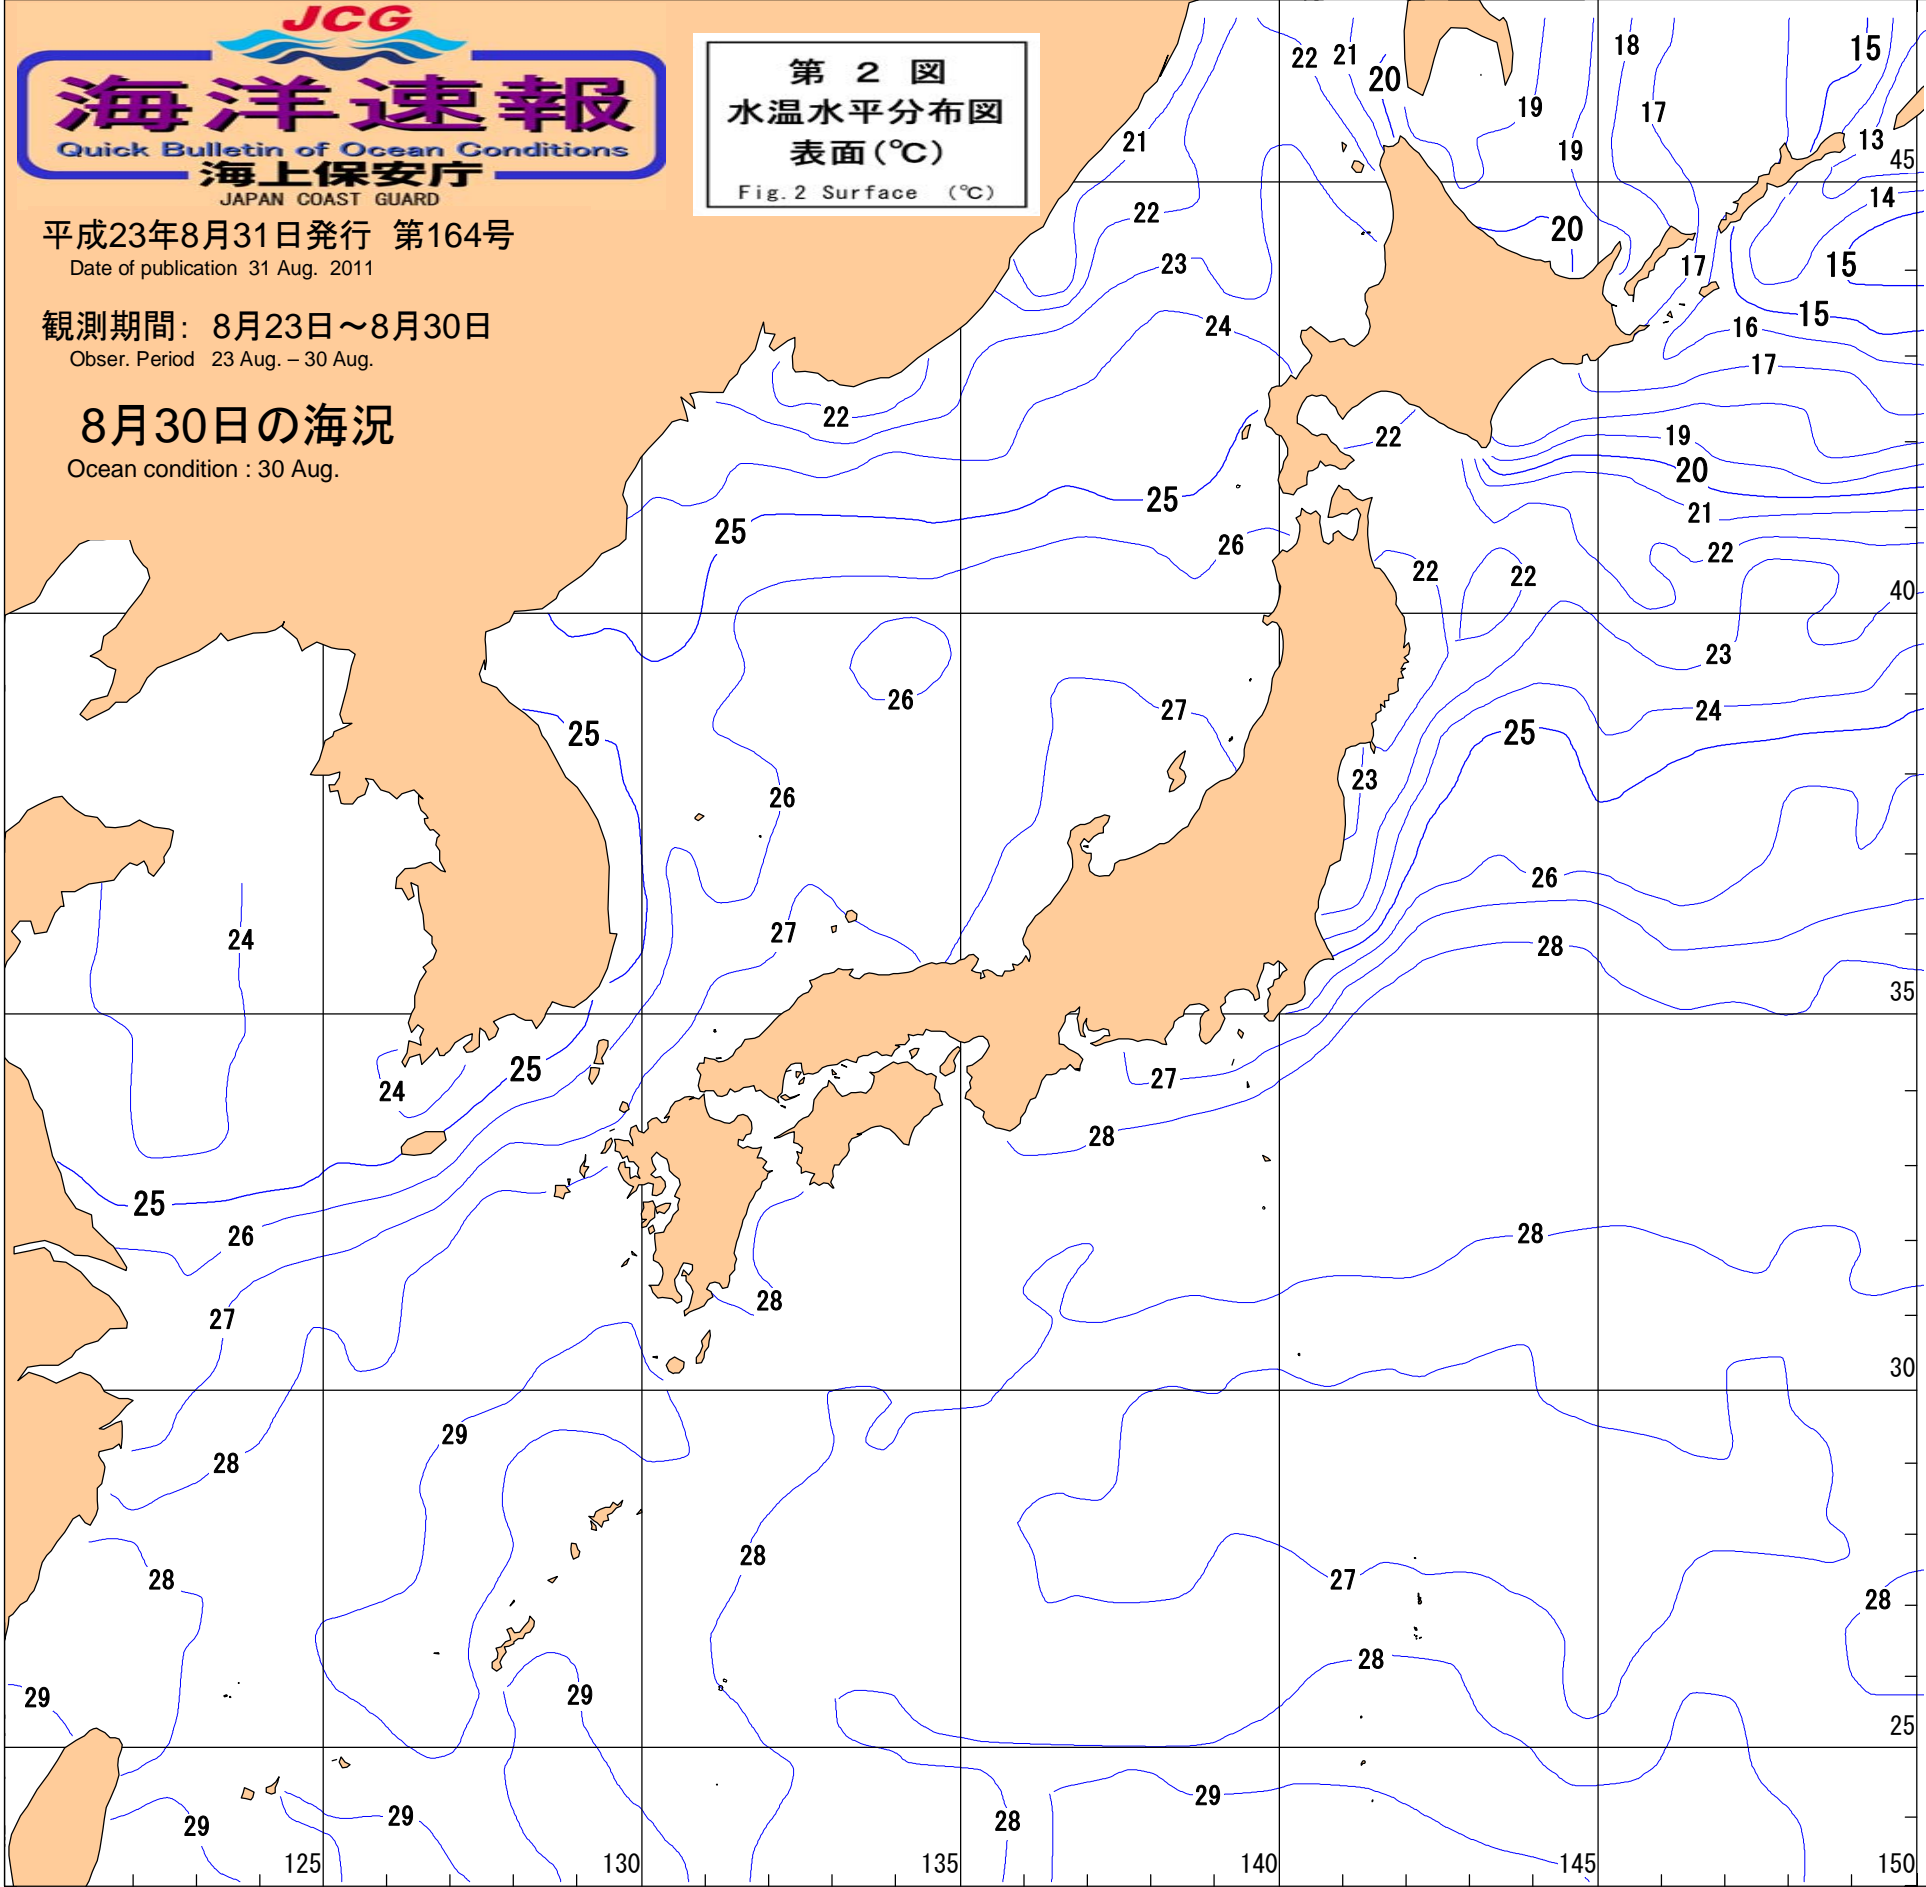 JCG
海洋速報
Quick Bulletin of Ocean Conditions
海上保安庁
JAPAN COAST GUARD
第 2 図
水温水平分布図
表面(℃)
Fig.2 Surface (℃)
平成23年8月31日発行 第164号
Date of publication 31 Aug. 2011
観測期間: 8月23日～8月30日
Obser. Period 23 Aug. – 30 Aug.
8月30日の海況
Ocean condition : 30 Aug.
22 21 20 19 18 17 15
21 19 13 45
22 20 14
23 17 15
24 16 15
17
22 22 19
25 20
25 21
26 22
22 22 40
23
26 27 24
25 25
26 23
26
24 27 28
35
24 25 27
28
25
26 28
27 28
30
29
28
28 28 27 28
29 29 28
25
29 29 28 29
125 130 135 140 145 150